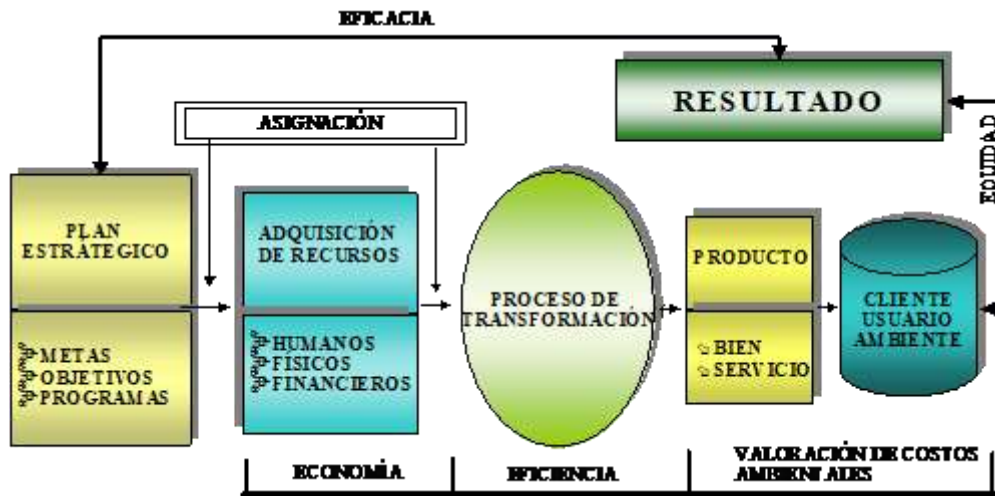 EFICACIA
RESULTADO
ASIGNACIÓN
EQUIDAD
PLAN
ESTRÁTEGICO
METAS
OBJETIVOS
PROGRAMAS
ADQUISICIÓN
DE RECURSOS
HUMANOS
FÍSICOS
FINANCIEROS
PROCESO DE
TRANSFORMACIÓN
PRODUCTO
BIEN
SERVICIO
CLIENTE
USUARIO
AMBIENTE
ECONOMÍA
EFICIENCIA
VALORACIÓN DE COSTOS
AMBIENTALES